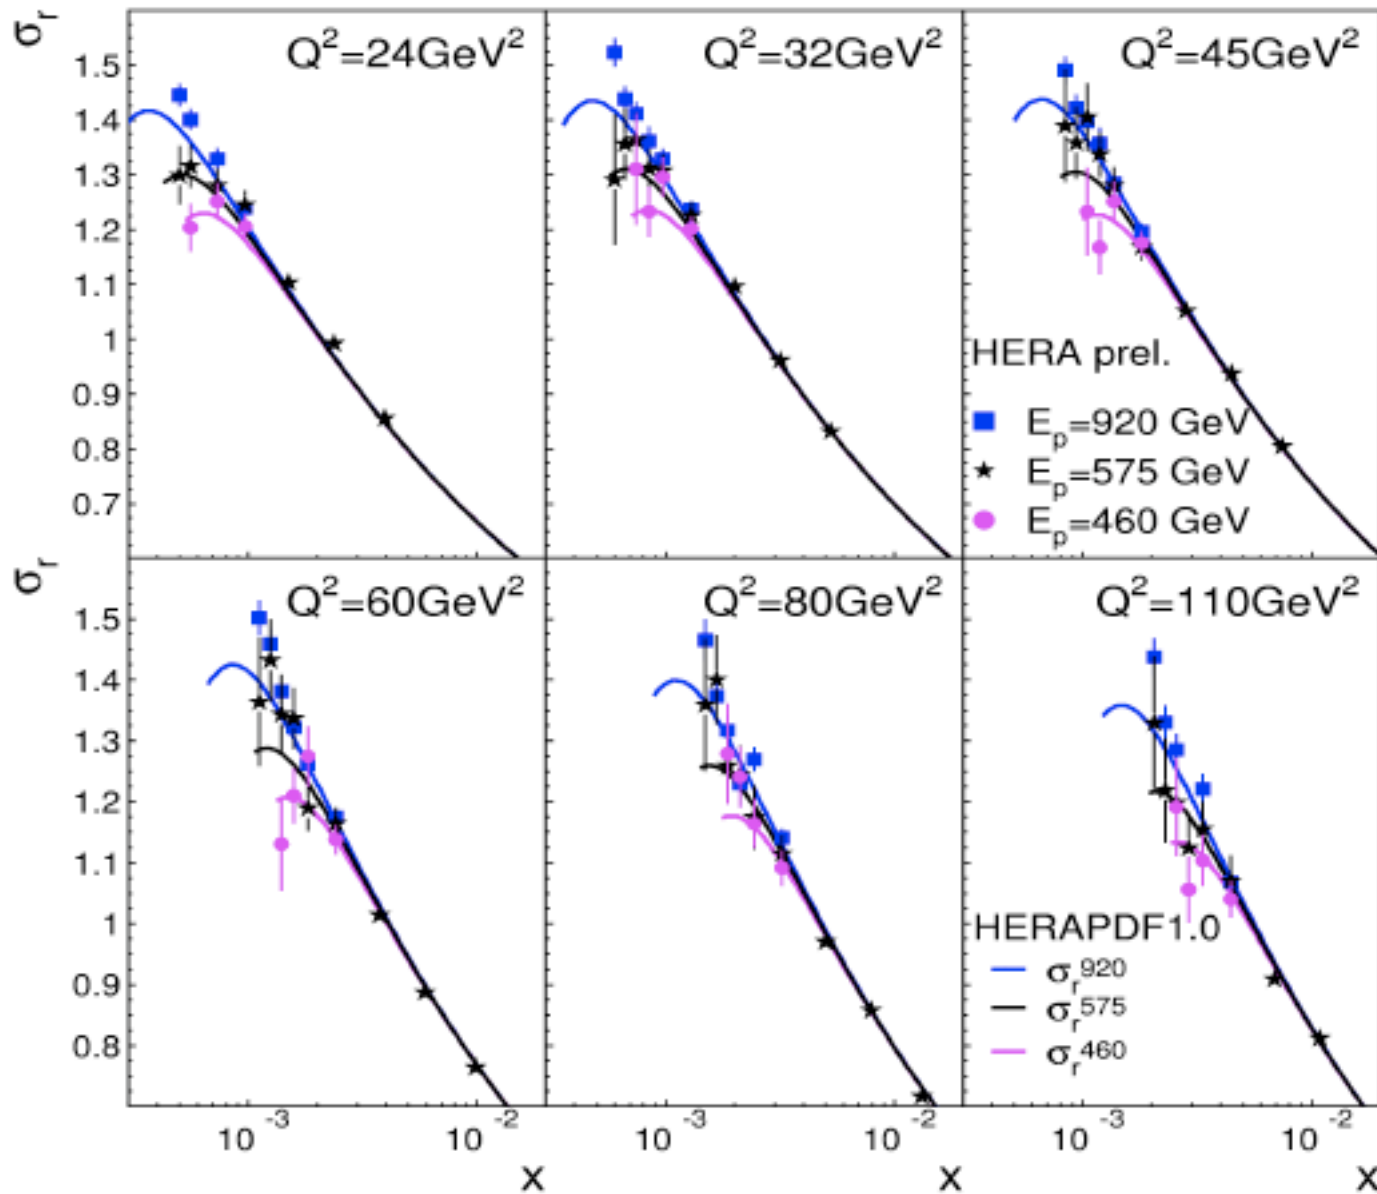 σr
Q²=24GeV²
Q²=32GeV²
Q²=45GeV²
1.5
1.4
1.3
1.2
1.1
1
0.9
0.8
0.7
HERA prel.
Ep=920 GeV
Ep=575 GeV
Ep=460 GeV
σr
Q²=60GeV²
Q²=80GeV²
Q²=110GeV²
1.5
1.4
1.3
1.2
1.1
1
0.9
0.8
HERAPDF1.0
σr⁹²⁰
σr⁵⁷⁵
σr⁴⁶⁰
10⁻³ 10⁻² 10⁻³ 10⁻² 10⁻³ 10⁻²
x x x